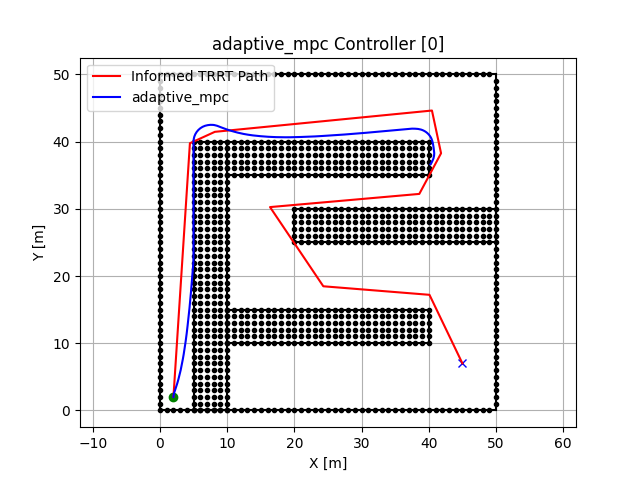 adaptive_mpc Controller [0]
Informed TRRT Path
adaptive_mpc
Y [m]
50
40
30
20
10
0
−10 0 10 20 30 40 50 60
X [m]